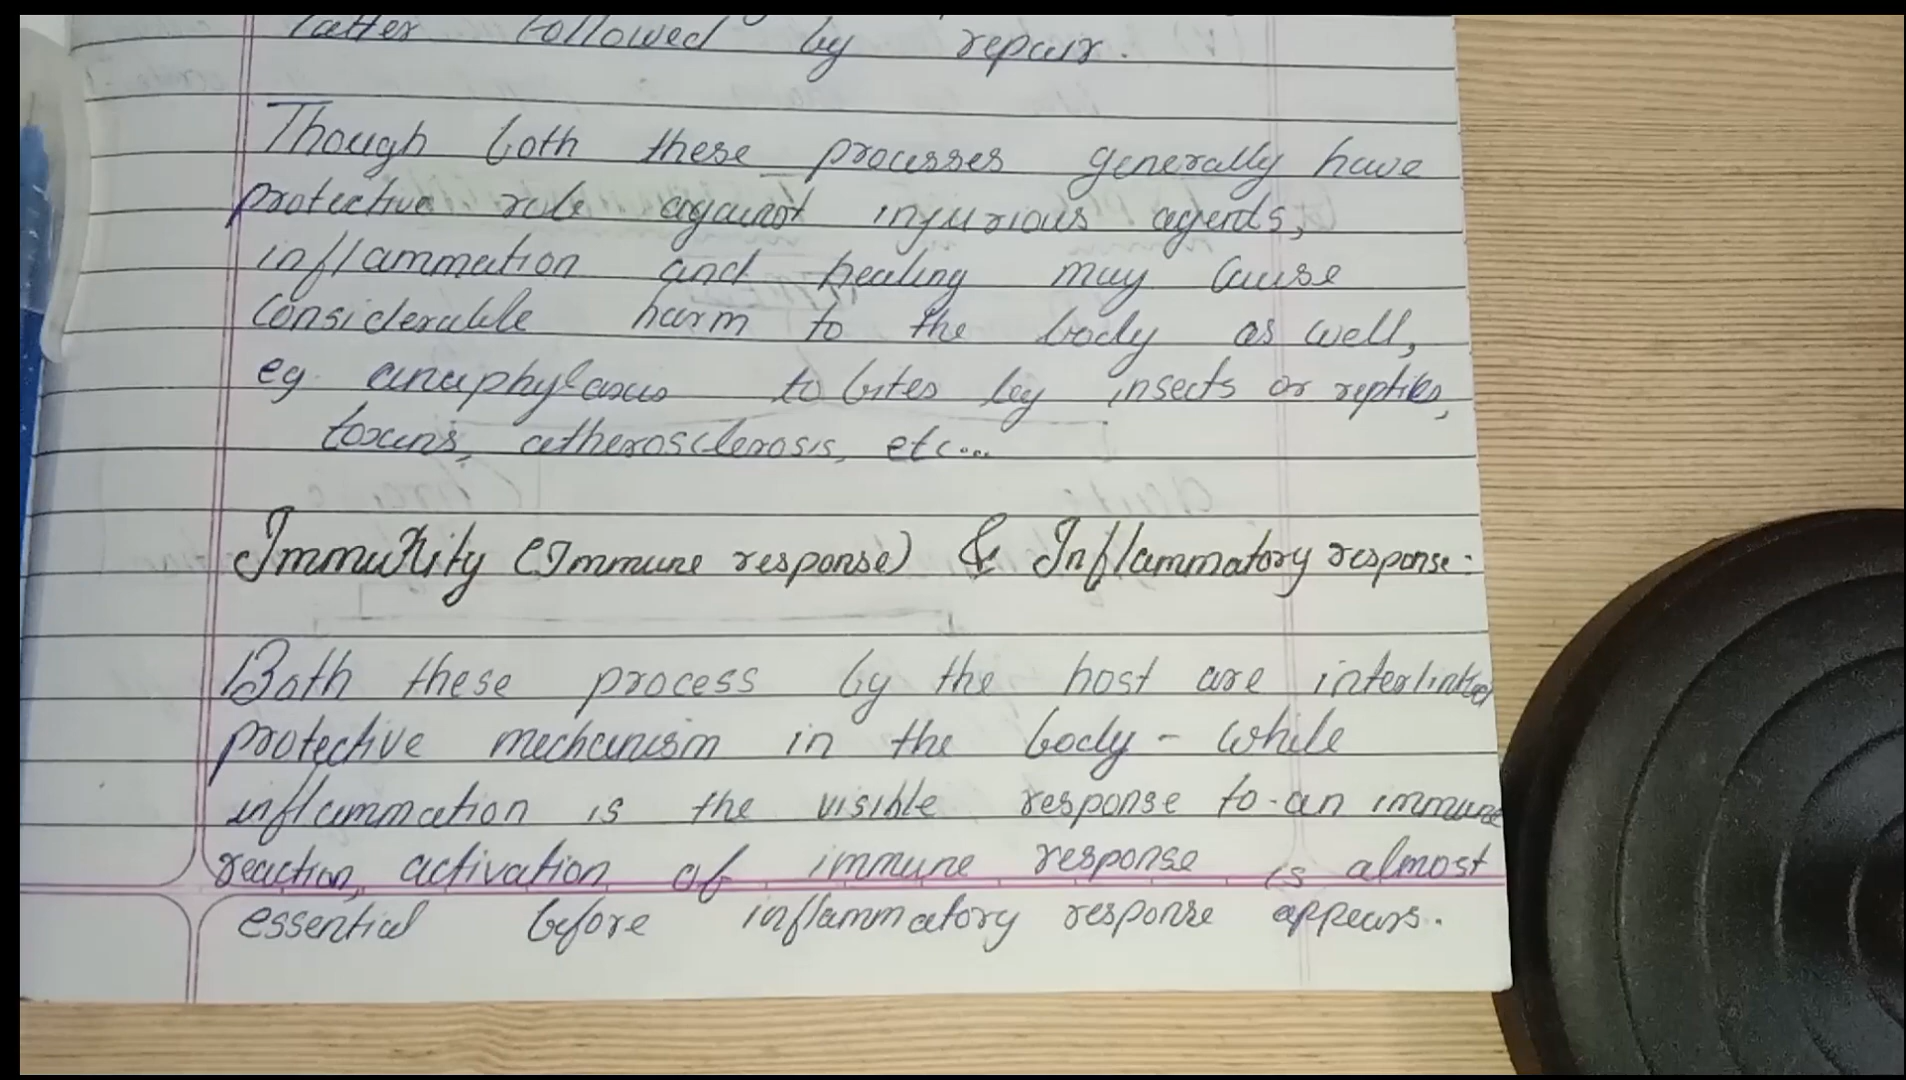 latter followed by repair.
Though both these processes generally have
protective role against injurious agents,
inflammation and healing may cause
considerable harm to the body as well,
eg. anaphylaxis to bites by insects or reptiles,
toxins, atherosclerosis, etc...
Immunity (Immune response) & Inflammatory response:
Both these process by the host are interlinked
protective mechanism in the body - while
inflammation is the visible response to an immune
reaction, activation of immune response is almost
essential before inflammatory response appears.